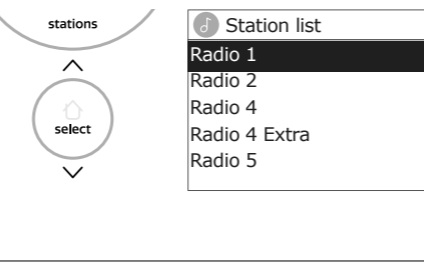 stations
select
Station list
Radio 1
Radio 2
Radio 4
Radio 4 Extra
Radio 5